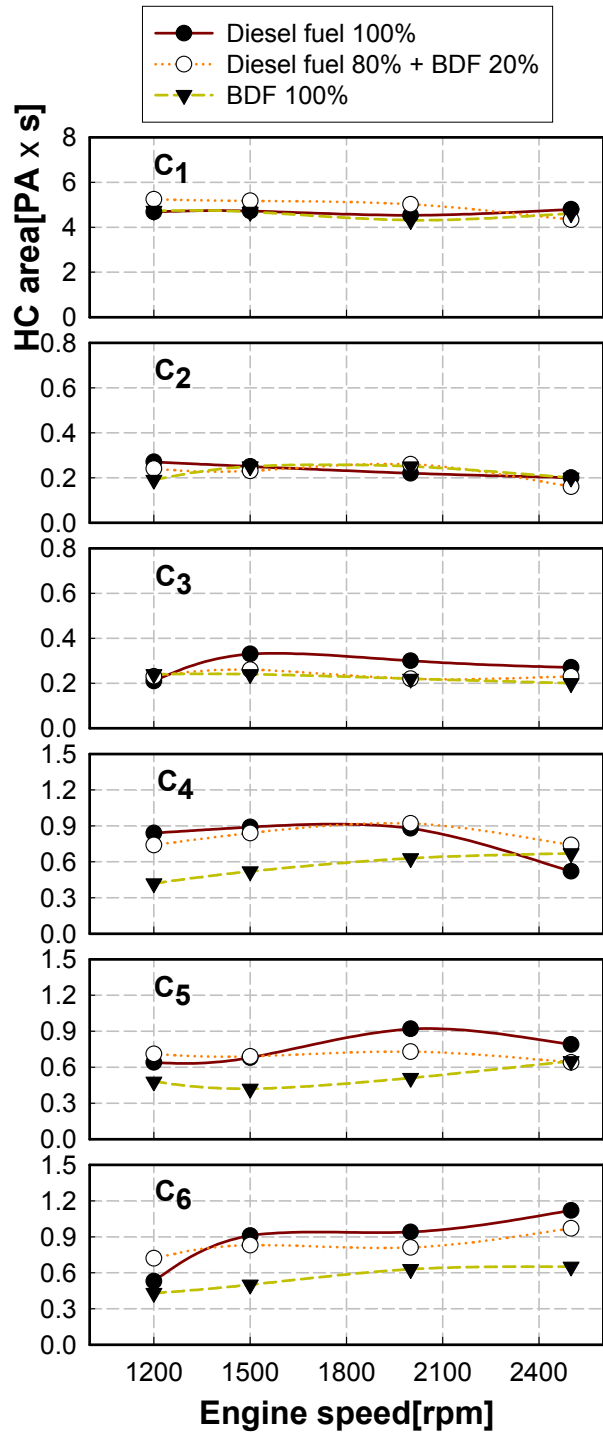 Diesel fuel 100%
Diesel fuel 80% + BDF 20%
BDF 100%
HC area[PA x s]
8
C1
6
4
2
0
0.8
C2
0.6
0.4
0.2
0.0
0.8
C3
0.6
0.4
0.2
0.0
1.5
C4
1.2
0.9
0.6
0.3
0.0
1.5
C5
1.2
0.9
0.6
0.3
0.0
1.5
C6
1.2
0.9
0.6
0.3
0.0
1200 1500 1800 2100 2400
Engine speed[rpm]